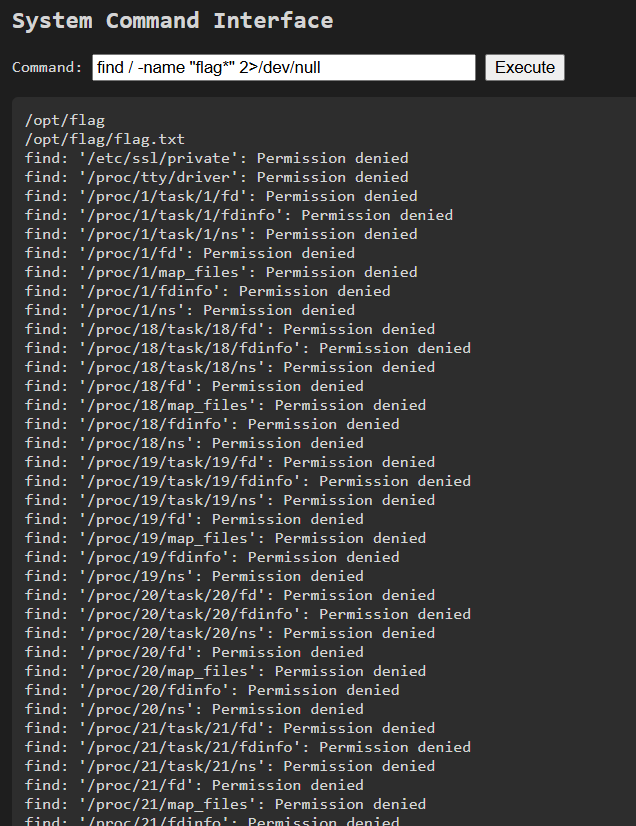 System Command Interface
Command: find / -name "flag*" 2>/dev/null Execute
/opt/flag
/opt/flag/flag.txt
find: '/etc/ssl/private': Permission denied
find: '/proc/tty/driver': Permission denied
find: '/proc/1/task/1/fd': Permission denied
find: '/proc/1/task/1/fdinfo': Permission denied
find: '/proc/1/task/1/ns': Permission denied
find: '/proc/1/fd': Permission denied
find: '/proc/1/map_files': Permission denied
find: '/proc/1/fdinfo': Permission denied
find: '/proc/1/ns': Permission denied
find: '/proc/18/task/18/fd': Permission denied
find: '/proc/18/task/18/fdinfo': Permission denied
find: '/proc/18/task/18/ns': Permission denied
find: '/proc/18/fd': Permission denied
find: '/proc/18/map_files': Permission denied
find: '/proc/18/fdinfo': Permission denied
find: '/proc/18/ns': Permission denied
find: '/proc/19/task/19/fd': Permission denied
find: '/proc/19/task/19/fdinfo': Permission denied
find: '/proc/19/task/19/ns': Permission denied
find: '/proc/19/fd': Permission denied
find: '/proc/19/map_files': Permission denied
find: '/proc/19/fdinfo': Permission denied
find: '/proc/19/ns': Permission denied
find: '/proc/20/task/20/fd': Permission denied
find: '/proc/20/task/20/fdinfo': Permission denied
find: '/proc/20/task/20/ns': Permission denied
find: '/proc/20/fd': Permission denied
find: '/proc/20/map_files': Permission denied
find: '/proc/20/fdinfo': Permission denied
find: '/proc/20/ns': Permission denied
find: '/proc/21/task/21/fd': Permission denied
find: '/proc/21/task/21/fdinfo': Permission denied
find: '/proc/21/task/21/ns': Permission denied
find: '/proc/21/fd': Permission denied
find: '/proc/21/map_files': Permission denied
find: '/proc/21/fdinfo': Permission denied